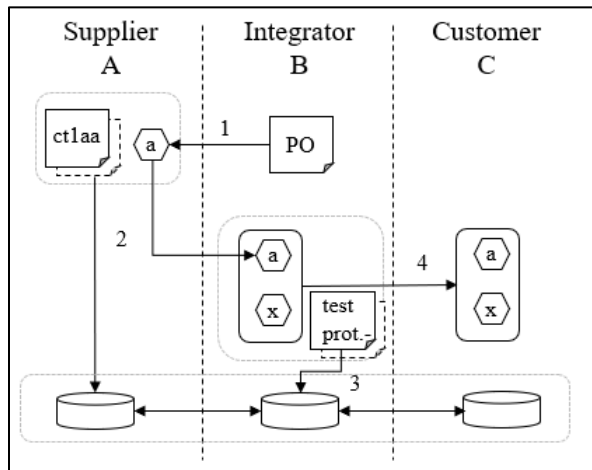 Supplier
A
Integrator
B
Customer
C
ct1aa
a
1
PO
2
a
x
test
prot.
4
a
x
3